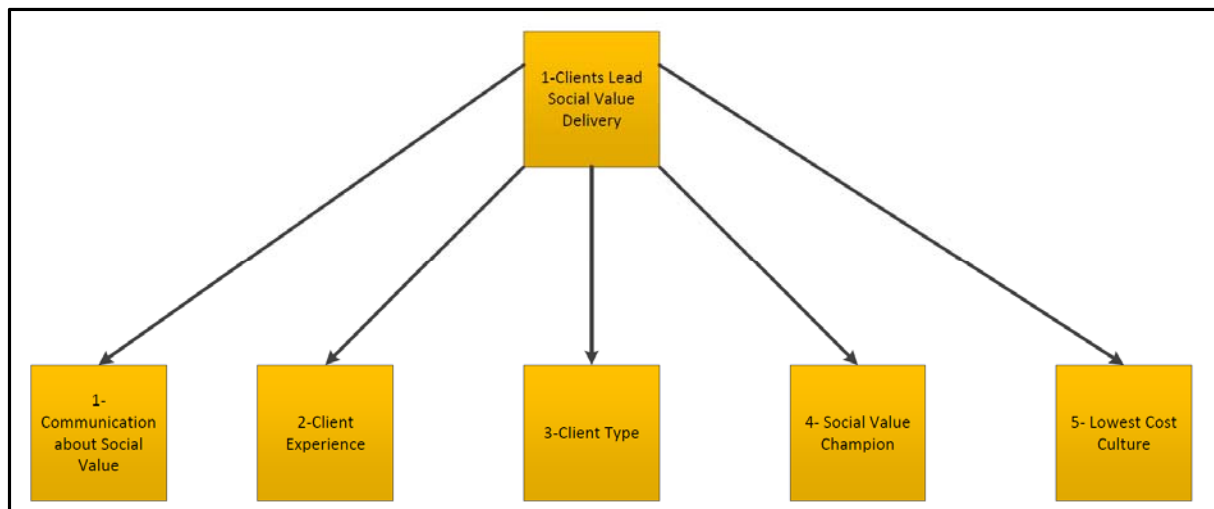 1-Clients Lead
Social Value
Delivery
1-
Communication
about Social
Value
2-Client
Experience
3-Client Type
4- Social Value
Champion
5- Lowest Cost
Culture